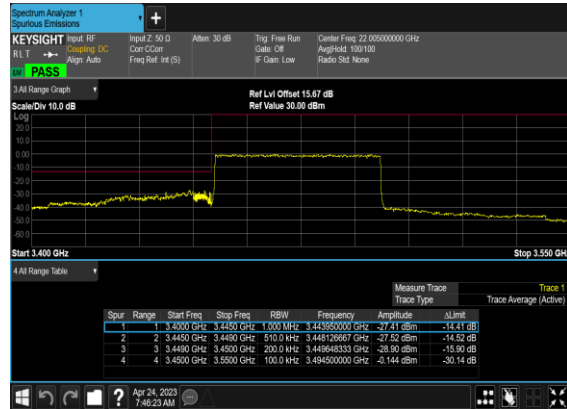 Spectrum Analyzer 1
Spurious Emissions
KEYSIGHT Input: RF Input Z: 50 Ω Atten: 30 dB Trig: Free Run Center Freq: 22.005000000 GHz
RLT Coupling: DC Corr CCorr Gate: Off Avg|Hold: 100/100
Align: Auto Freq Ref: Int (S) IF Gain: Low Radio Std: None
PASS
3 All Range Graph
Ref Lvl Offset 15.67 dB
Scale/Div 10.0 dB Ref Value 30.00 dBm
Log
20.0
10.0
0.00
-10.0
-20.0
-30.0
-40.0
-50.0
-60.0
Start 3.400 GHz Stop 3.550 GH
4 All Range Table
Measure Trace Trace 1
Trace Type Trace Average (Active)
Spur Range Start Freq Stop Freq RBW Frequency Amplitude ΔLimit
1 1 3.4000 GHz 3.4450 GHz 1.000 MHz 3.443950000 GHz -27.41 dBm -14.41 dB
2 2 3.4450 GHz 3.4490 GHz 510.0 kHz 3.448126667 GHz -27.52 dBm -14.52 dB
3 3 3.4490 GHz 3.4500 GHz 200.0 kHz 3.449648333 GHz -28.90 dBm -15.90 dB
4 4 3.4500 GHz 3.5500 GHz 100.0 kHz 3.494500000 GHz -0.144 dBm -30.14 dB
?
Apr 24, 2023
7:46:23 AM